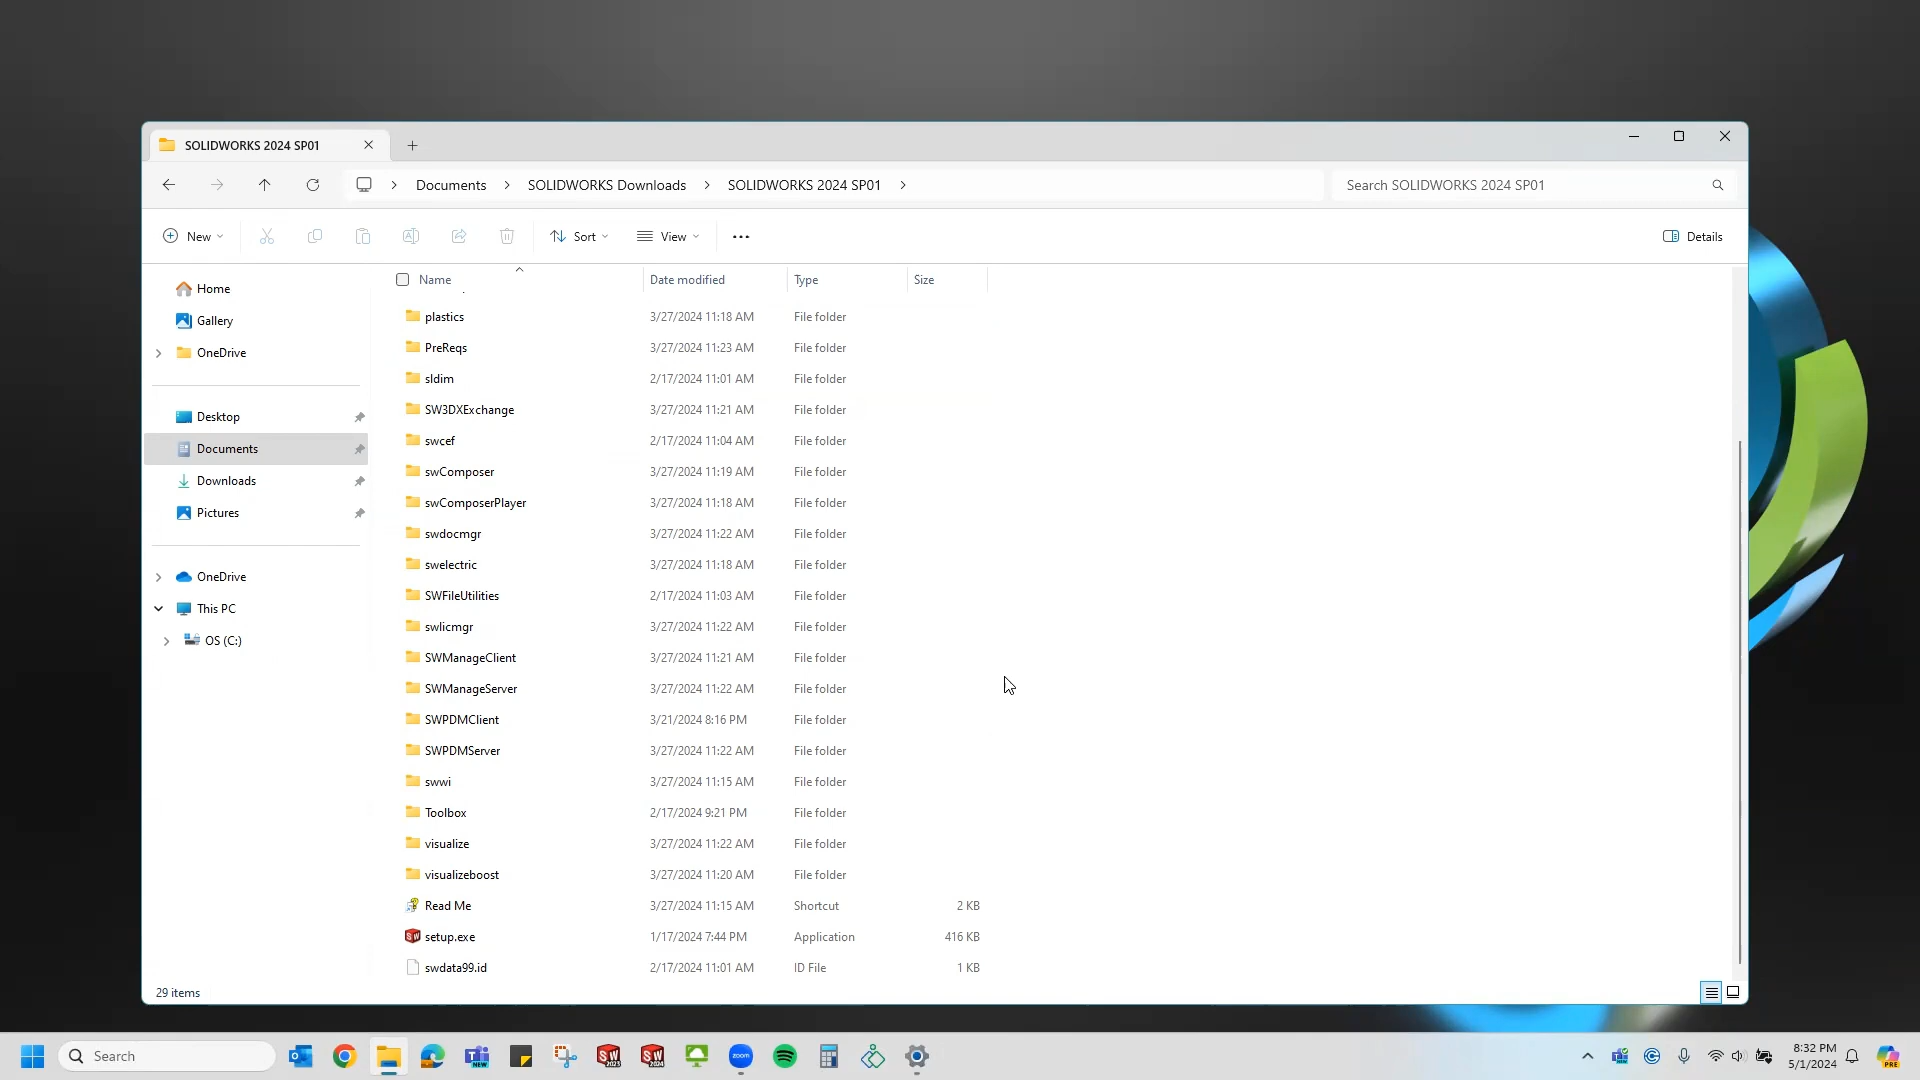 SOLIDWORKS 2024 SP01
Documents > SOLIDWORKS Downloads > SOLIDWORKS 2024 SP01 >
Search SOLIDWORKS 2024 SP01
New
Sort
View
Details
Home
Gallery
OneDrive
Desktop
Documents
Downloads
Pictures
OneDrive
This PC
OS (C:)
Name Date modified Type Size
plastics 3/27/2024 11:18 AM File folder
PreReqs 3/27/2024 11:23 AM File folder
sldim 2/17/2024 11:01 AM File folder
SW3DXExchange 3/27/2024 11:21 AM File folder
swcef 2/17/2024 11:04 AM File folder
swComposer 3/27/2024 11:19 AM File folder
swComposerPlayer 3/27/2024 11:18 AM File folder
swdocmgr 3/27/2024 11:22 AM File folder
swelectric 3/27/2024 11:18 AM File folder
SWFileUtilities 2/17/2024 11:03 AM File folder
swlicmgr 3/27/2024 11:22 AM File folder
SWManageClient 3/27/2024 11:21 AM File folder
SWManageServer 3/27/2024 11:22 AM File folder
SWPDMClient 3/21/2024 8:16 PM File folder
SWPDMServer 3/27/2024 11:22 AM File folder
swwi 3/27/2024 11:15 AM File folder
Toolbox 2/17/2024 9:21 PM File folder
visualize 3/27/2024 11:22 AM File folder
visualizeboost 3/27/2024 11:20 AM File folder
Read Me 3/27/2024 11:15 AM Shortcut 2 KB
setup.exe 1/17/2024 7:44 PM Application 416 KB
swdata99.id 2/17/2024 11:01 AM ID File 1 KB
29 items
Search
NEW
SW 2023
SW 2024
zoom
8:32 PM
5/1/2024
PRE